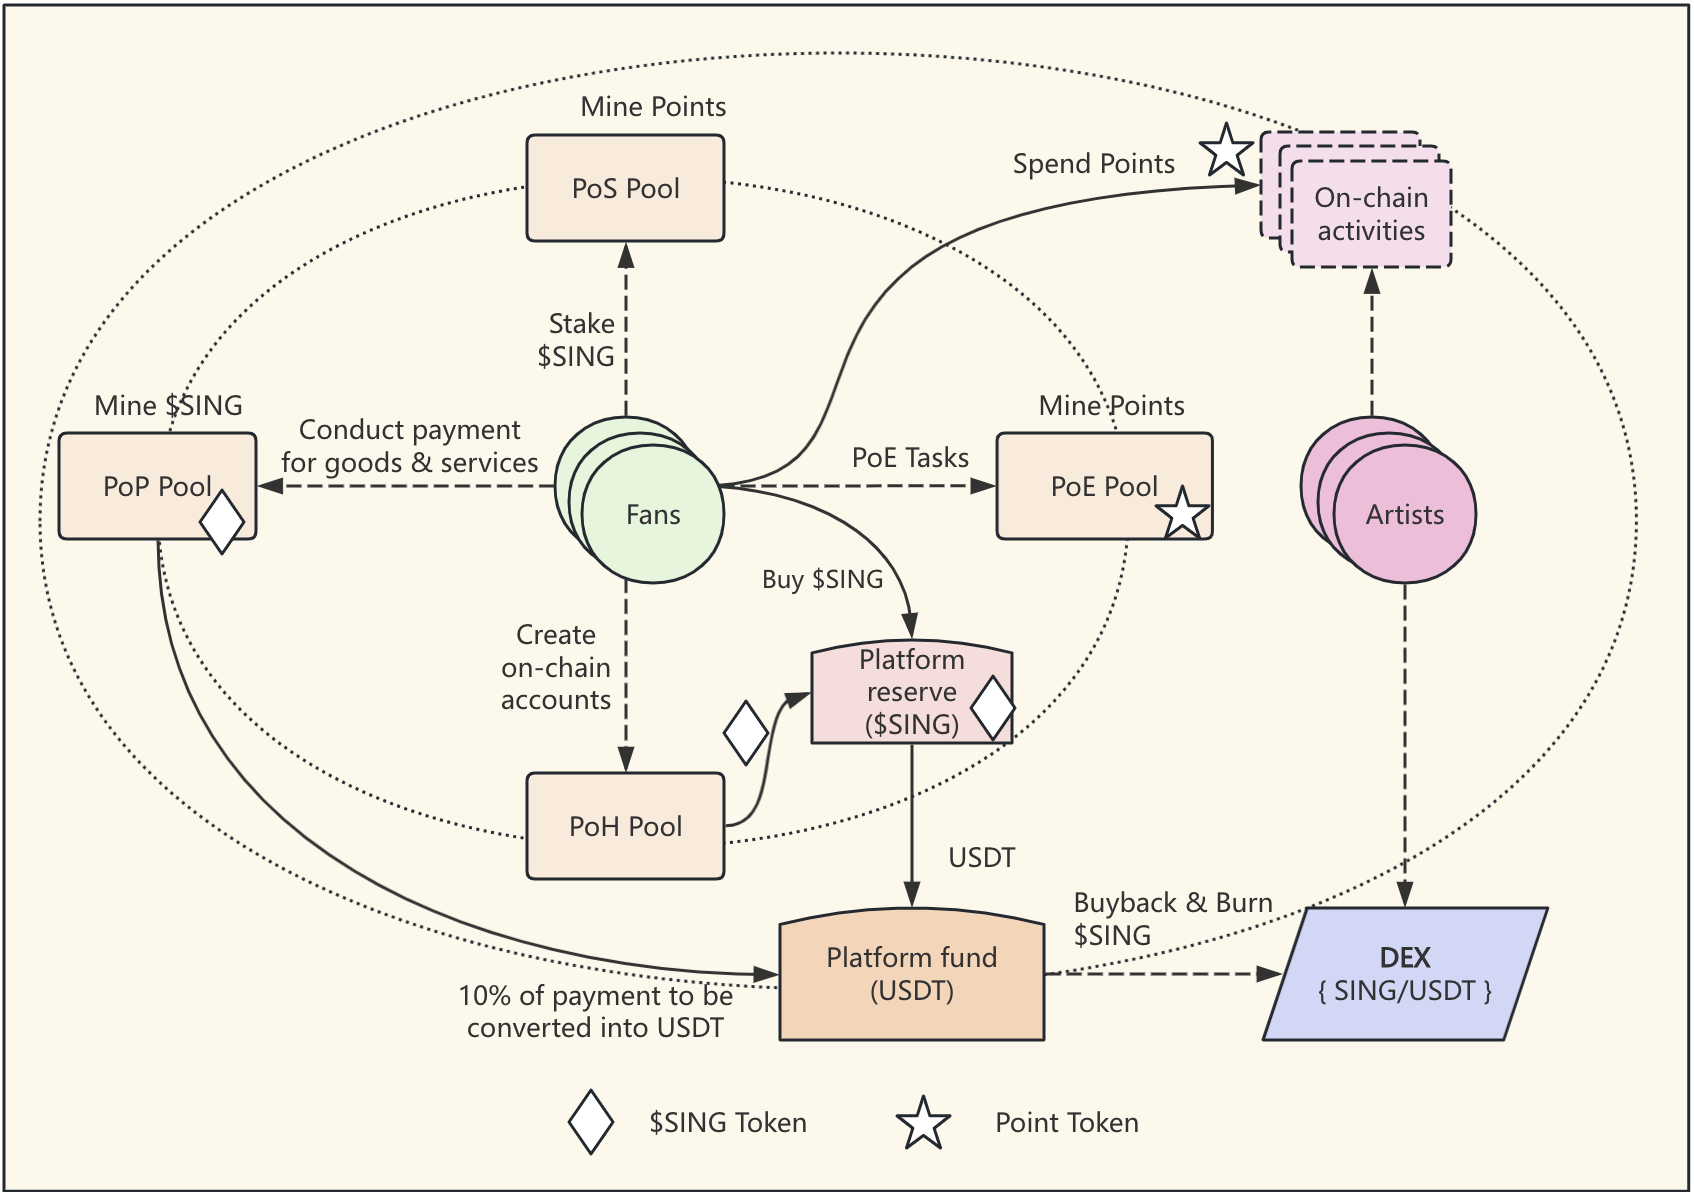 Mine Points
PoS Pool
Spend Points
On-chain
activities
Stake
$SING
Mine $SING
Conduct payment
for goods & services
PoP Pool
Fans
PoE Tasks
Mine Points
PoE Pool
Artists
Buy $SING
Create
on-chain
accounts
Platform
reserve
($SING)
PoH Pool
USDT
Buyback & Burn
$SING
Platform fund
(USDT)
DEX
{ SING/USDT }
10% of payment to be
converted into USDT
$SING Token
Point Token